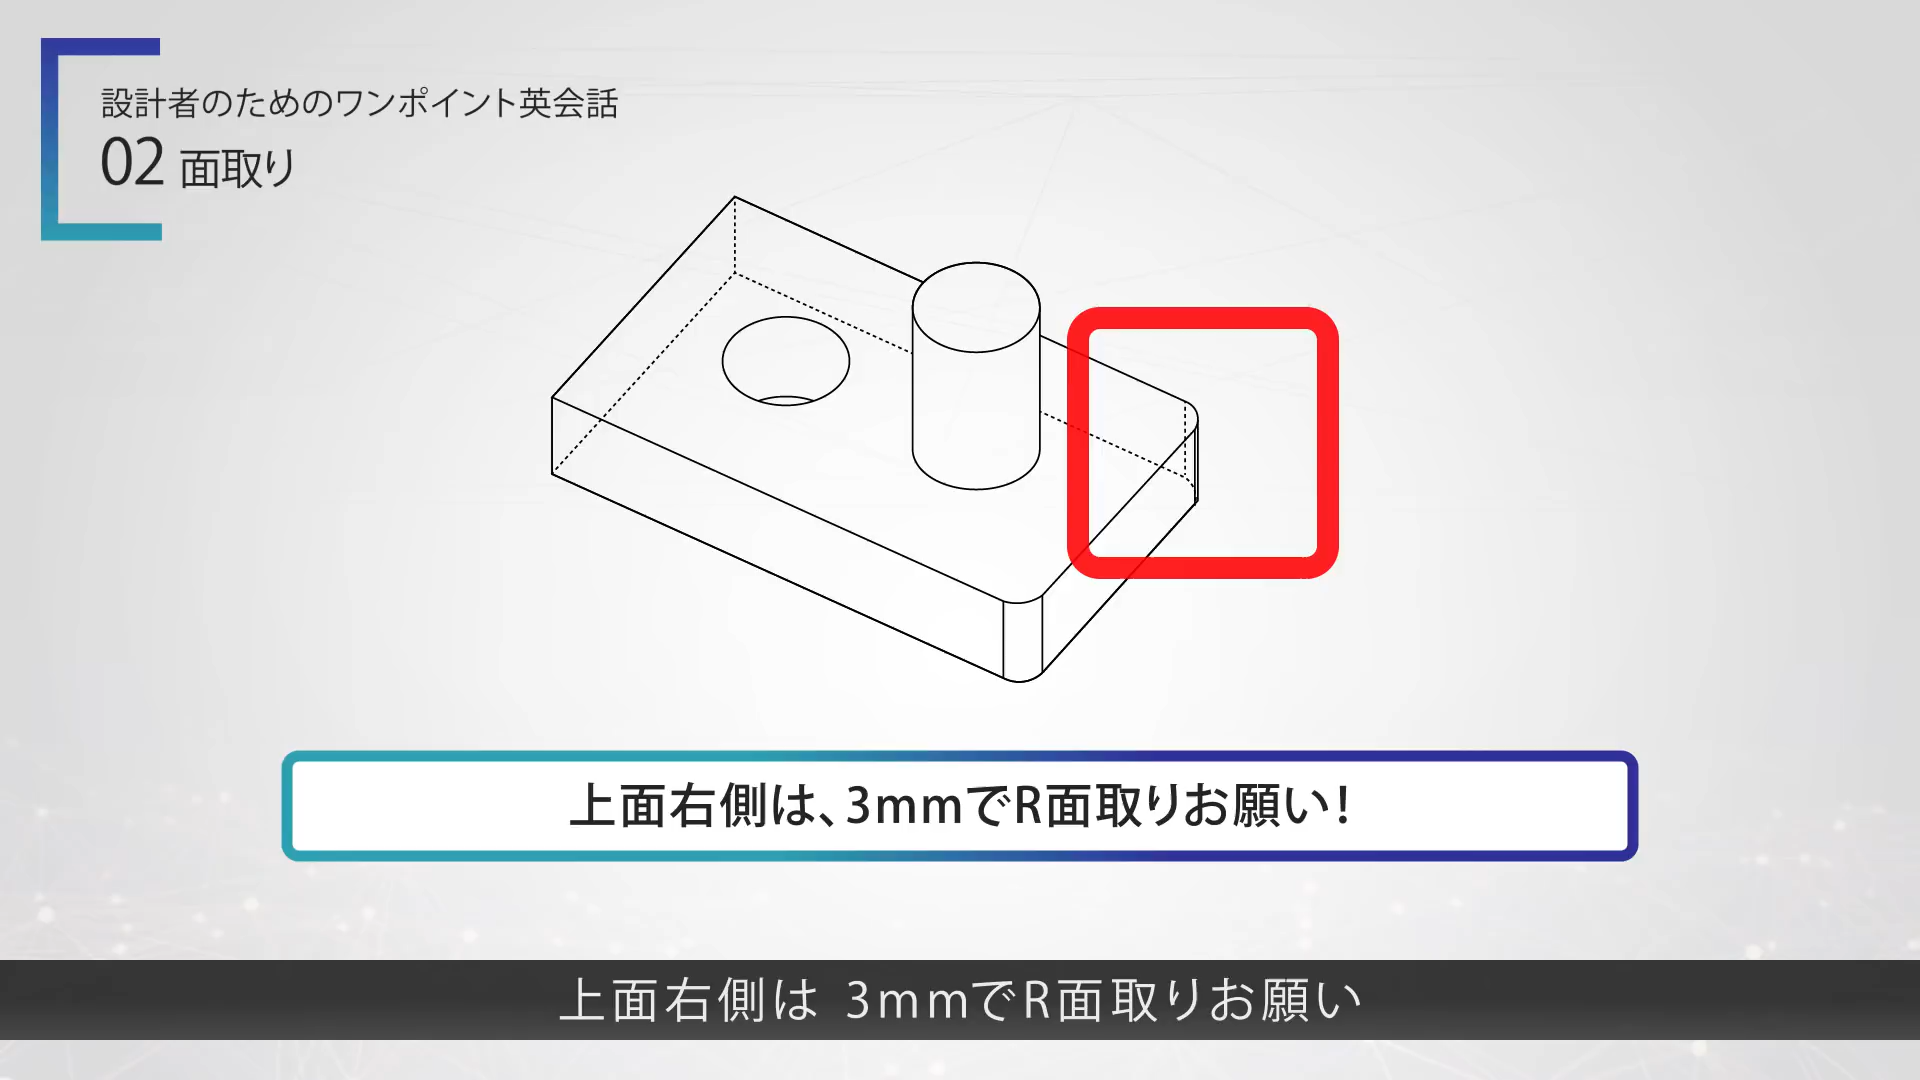 設計者のためのワンポイント英会話
02 面取り
上面右側は、3mmでR面取りお願い！
上面右側は 3mmでR面取りお願い